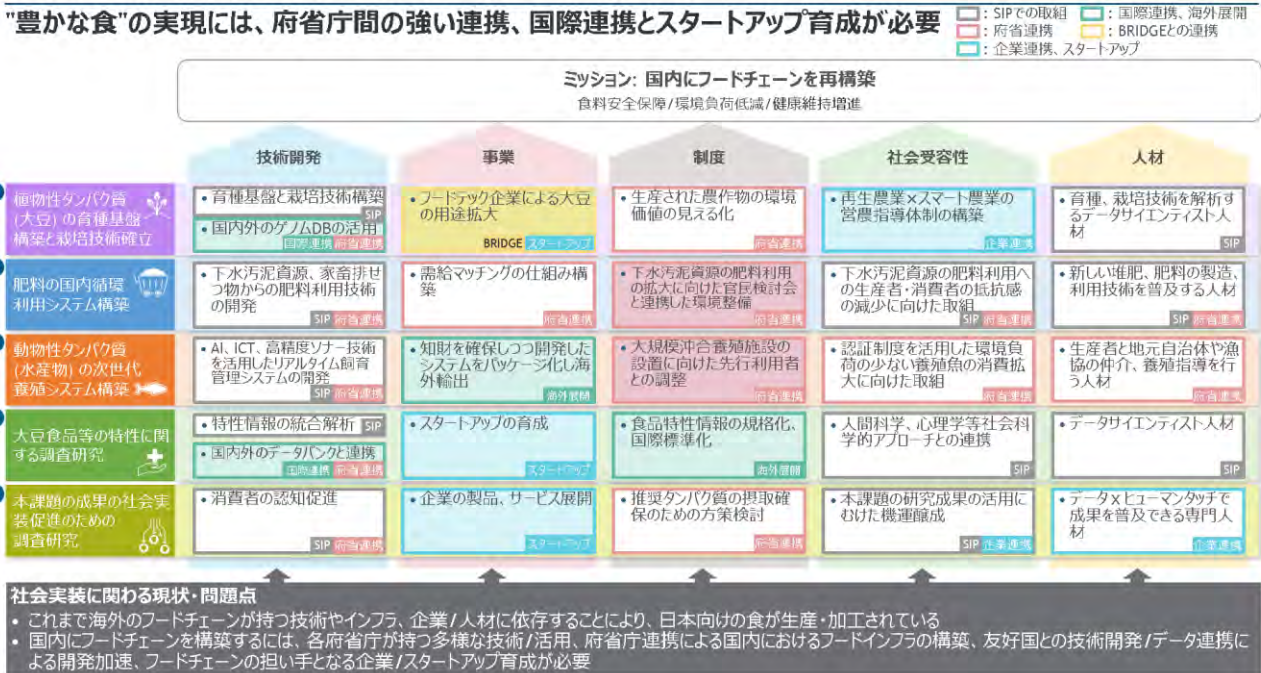 "豊かな食"の実現には、府省庁間の強い連携、国際連携とスタートアップ育成が必要
：SIPでの取組
：国際連携、海外展開
：府省連携
：BRIDGEとの連携
：企業連携、スタートアップ
ミッション: 国内にフードチェーンを再構築
食料安全保障/環境負荷低減/健康維持増進
技術開発
事業
制度
社会受容性
人材
植物性タンパク質
(大豆) の育種基盤
構築と栽培技術確立
• 育種基盤と栽培技術構築
SIP
• 国内外のゲノムDBの活用
国際連携 府省連携
• フードテック企業による大豆
の用途拡大
BRIDGE スタートアップ
• 生産された農作物の環境
価値の見える化
府省連携
• 再生農業×スマート農業の
営農指導体制の構築
企業連携
• 育種、栽培技術を解析す
るデータサイエンティスト人
材
SIP
肥料の国内循環
利用システム構築
• 下水汚泥資源、家畜排せ
つ物からの肥料利用技術
の開発
SIP 府省連携
• 需給マッチングの仕組み構
築
府省連携
• 下水汚泥資源の肥料利用
の拡大に向けた官民検討会
と連携した環境整備
府省連携
• 下水汚泥資源の肥料利用へ
の生産者・消費者の抵抗感
の減少に向けた取組
SIP 府省連携
• 新しい堆肥、肥料の製造、
利用技術を普及する人材
SIP 府省連携
動物性タンパク質
(水産物) の次世代
養殖システム構築
• AI、ICT、高精度ソナー技術
を活用したリアルタイム飼育
管理システムの開発
SIP 府省連携
• 知財を確保しつつ開発した
システムをパッケージ化し海
外輸出
海外展開
• 大規模沖合養殖施設の
設置に向けた先行利用者
との調整
府省連携
• 認証制度を活用した環境負
荷の少ない養殖魚の消費拡
大に向けた取組
府省連携
• 生産者と地元自治体や漁
協の仲介、養殖指導を行
う人材
府省連携
大豆食品等の特性に関
する調査研究
• 特性情報の統合解析 SIP
• 国内外のデータバンクと連携
国際連携 府省連携
• スタートアップの育成
スタートアップ
• 食品特性情報の規格化、
国際標準化
海外展開
• 人間科学、心理学等社会科
学的アプローチとの連携
SIP
• データサイエンティスト人材
SIP
本課題の成果の社会実
装促進のための
調査研究
• 消費者の認知促進
SIP 府省連携
• 企業の製品、サービス展開
スタートアップ
• 推奨タンパク質の摂取確
保のための方策検討
府省連携
• 本課題の研究成果の活用に
むけた機運醸成
SIP 企業連携
• データ×ヒューマンタッチで
成果を普及できる専門人
材
企業連携
社会実装に関わる現状・問題点
• これまで海外のフードチェーンが持つ技術やインフラ、企業/人材に依存することにより、日本向けの食が生産・加工されている
• 国内にフードチェーンを構築するには、各府省庁が持つ多様な技術/活用、府省庁連携による国内におけるフードインフラの構築、友好国との技術開発/データ連携に
よる開発加速、フードチェーンの担い手となる企業/スタートアップ育成が必要